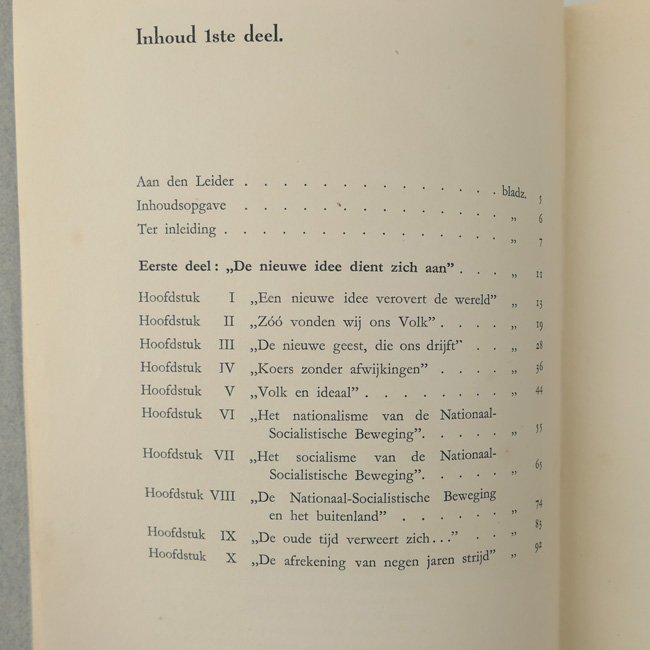 Inhoud 1ste deel.
Aan den Leider . . . . . . . . . . . . . . bladz. 5
Inhoudsopgave . . . . . . . . . . . . . . „ 6
Ter inleiding . . . . . . . . . . . . . . „ 7
Eerste deel: „De nieuwe idee dient zich aan” . . . „ 11
Hoofdstuk I „Een nieuwe idee verovert de wereld” „ 13
Hoofdstuk II „Zóó vonden wij ons Volk” . . . . „ 19
Hoofdstuk III „De nieuwe geest, die ons drijft” . . „ 28
Hoofdstuk IV „Koers zonder afwijkingen” . . . . „ 36
Hoofdstuk V „Volk en ideaal” . . . . . . . . „ 44
Hoofdstuk VI „Het nationalisme van de Nationaal-
Socialistische Beweging”. . . . . „ 55
Hoofdstuk VII „Het socialisme van de Nationaal-
Socialistische Beweging”. . . . . „ 65
Hoofdstuk VIII „De Nationaal-Socialistische Beweging
en het buitenland” . . . . . . „ 74
Hoofdstuk IX „De oude tijd verweert zich...” . . „ 83
Hoofdstuk X „De afrekening van negen jaren strijd” „ 92